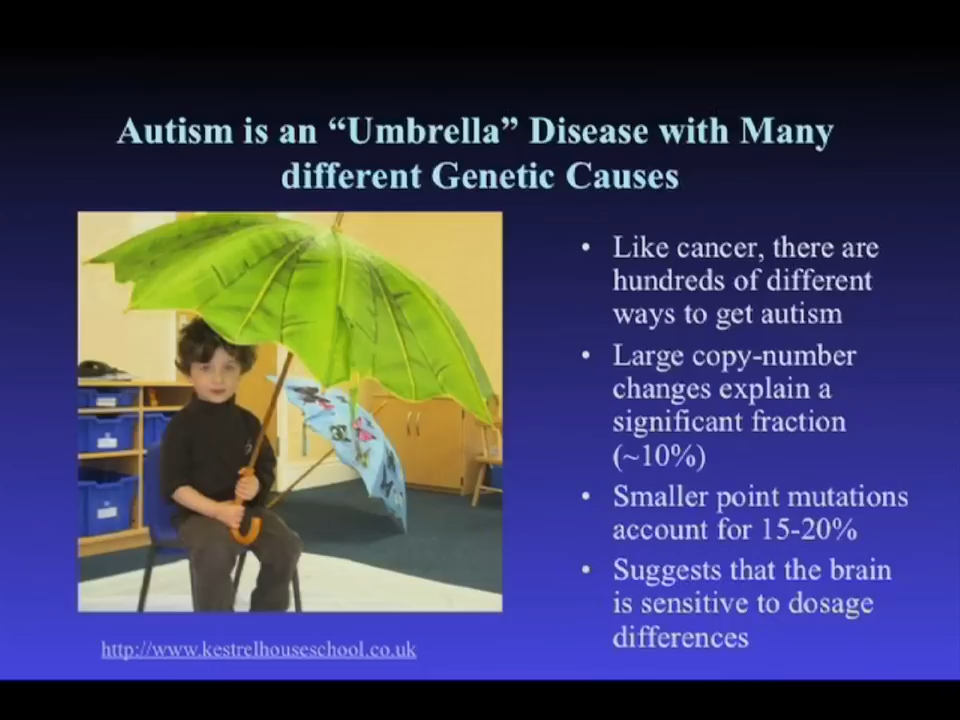 Autism is an “Umbrella” Disease with Many
different Genetic Causes
• Like cancer, there are
hundreds of different
ways to get autism
• Large copy-number
changes explain a
significant fraction
(~10%)
• Smaller point mutations
account for 15-20%
• Suggests that the brain
is sensitive to dosage
differences
http://www.kestrelhouseschool.co.uk